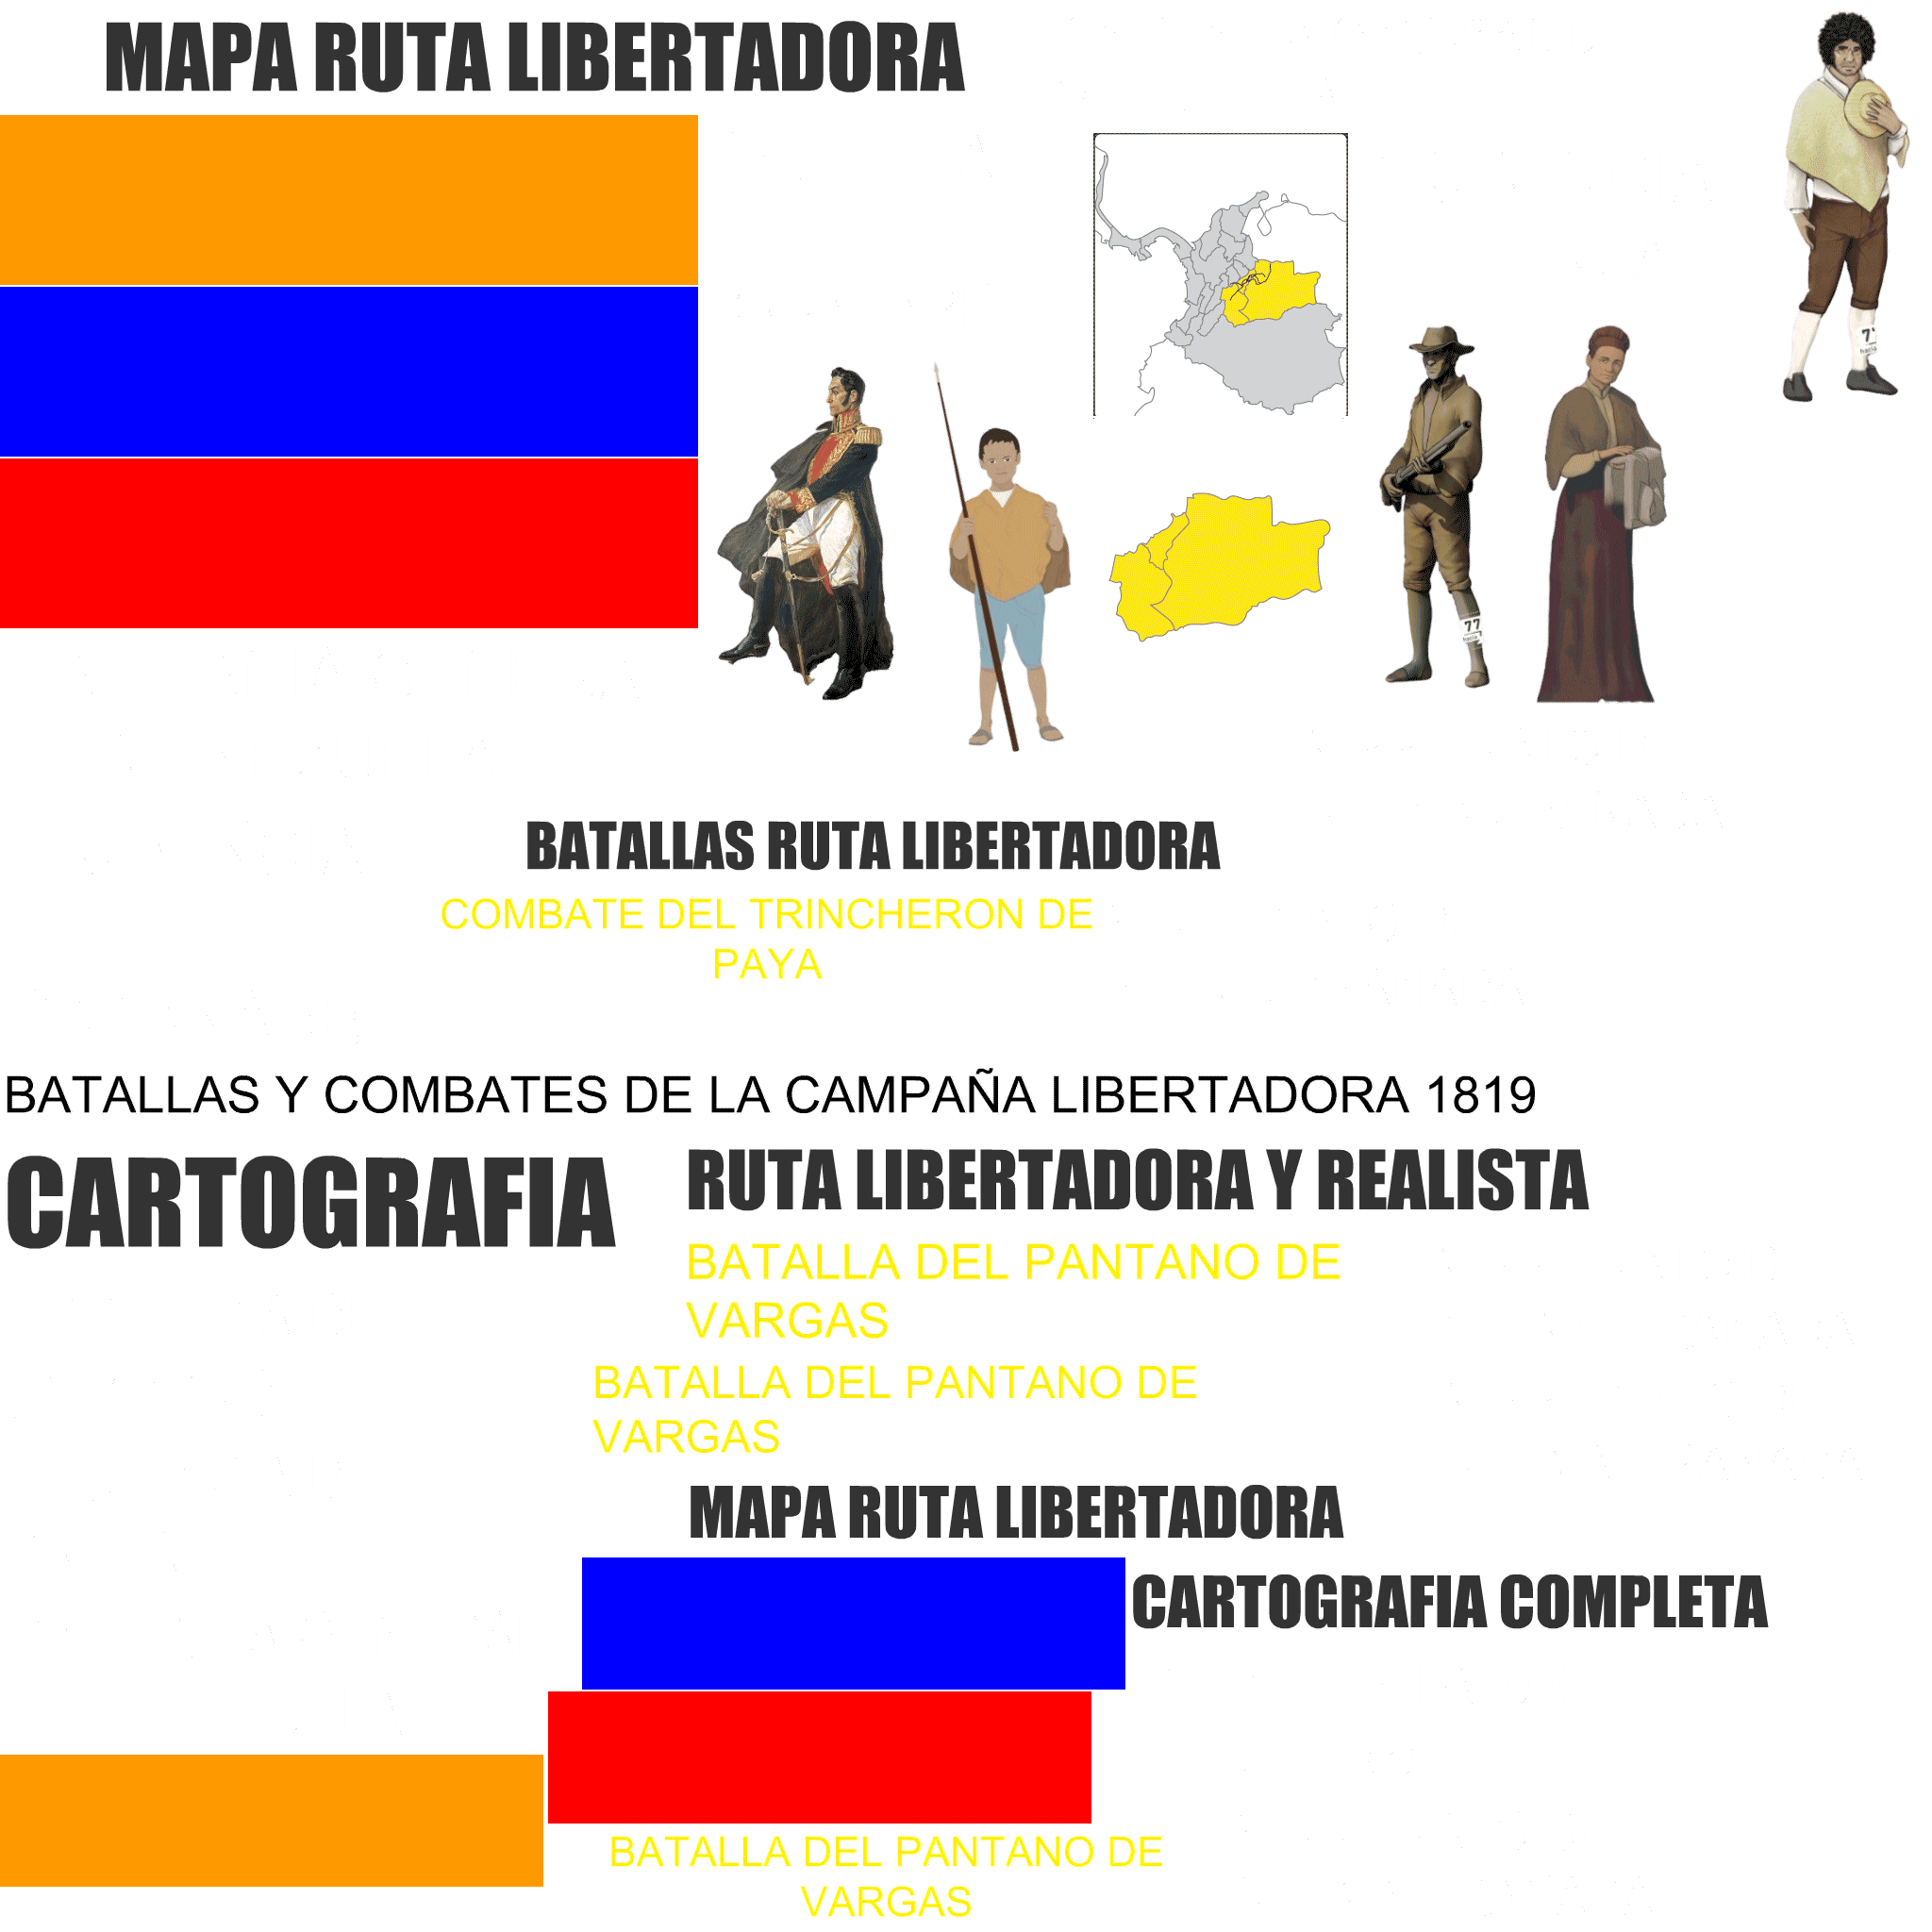 MAPA RUTA LIBERTADORA
77
77
BATALLAS RUTA LIBERTADORA
COMBATE DEL TRINCHERON DE
PAYA
BATALLAS Y COMBATES DE LA CAMPAÑA LIBERTADORA 1819
CARTOGRAFIA
RUTA LIBERTADORA Y REALISTA
BATALLA DEL PANTANO DE
VARGAS
BATALLA DEL PANTANO DE
VARGAS
MAPA RUTA LIBERTADORA
CARTOGRAFIA COMPLETA
BATALLA DEL PANTANO DE
VARGAS